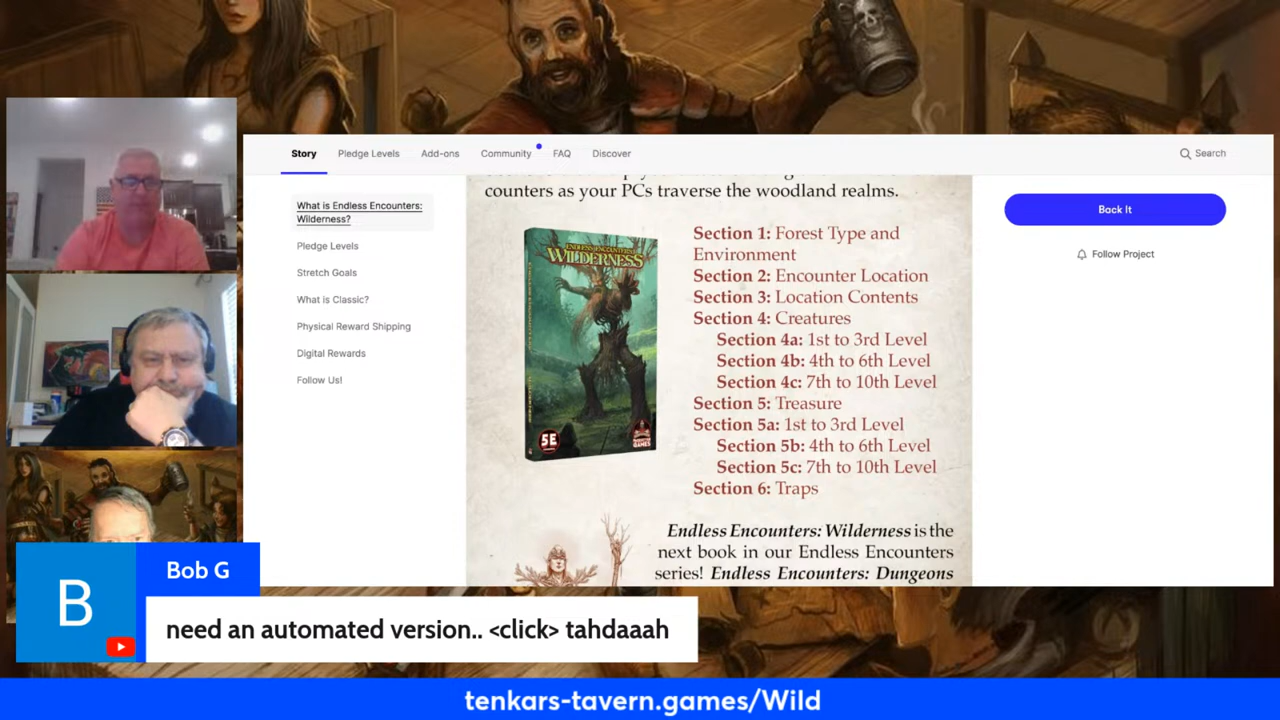 Story
Pledge Levels
Add-ons
Community
FAQ
Discover
Search
What is Endless Encounters:
Wilderness?
Pledge Levels
Stretch Goals
What is Classic?
Physical Reward Shipping
Digital Rewards
Follow Us!
counters as your PCs traverse the woodland realms.
ENDLESS ENCOUNTERS
WILDERNESS
5E
GAMES
Section 1: Forest Type and
Environment
Section 2: Encounter Location
Section 3: Location Contents
Section 4: Creatures
Section 4a: 1st to 3rd Level
Section 4b: 4th to 6th Level
Section 4c: 7th to 10th Level
Section 5: Treasure
Section 5a: 1st to 3rd Level
Section 5b: 4th to 6th Level
Section 5c: 7th to 10th Level
Section 6: Traps
Endless Encounters: Wilderness is the
next book in our Endless Encounters
series! Endless Encounters: Dungeons
Back It
Follow Project
B
Bob G
need an automated version.. <click> tahdaaah
tenkars-tavern.games/Wild